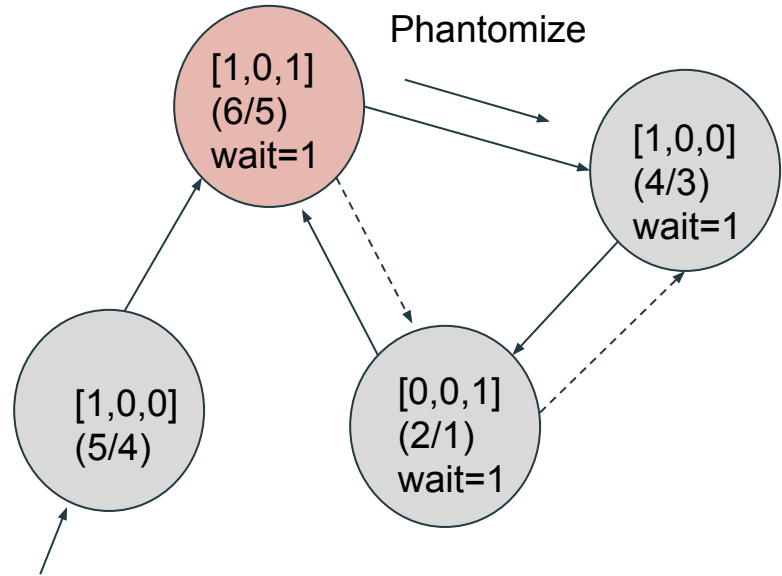 Phantomize
[1,0,1]
(6/5)
wait=1
[1,0,0]
(4/3)
wait=1
[1,0,0]
(5/4)
[0,0,1]
(2/1)
wait=1